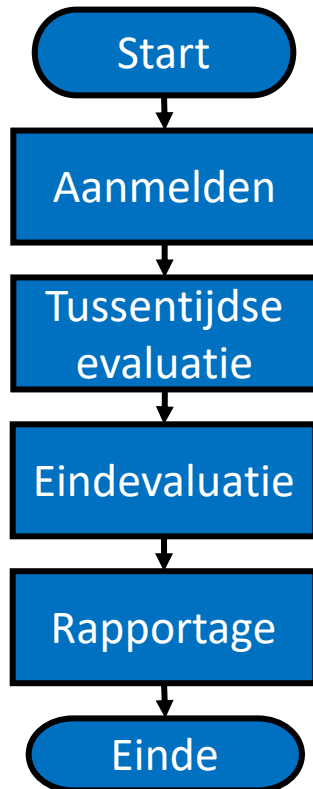 Start
Aanmelden
Tussentijdse
evaluatie
Eindevaluatie
Rapportage
Einde